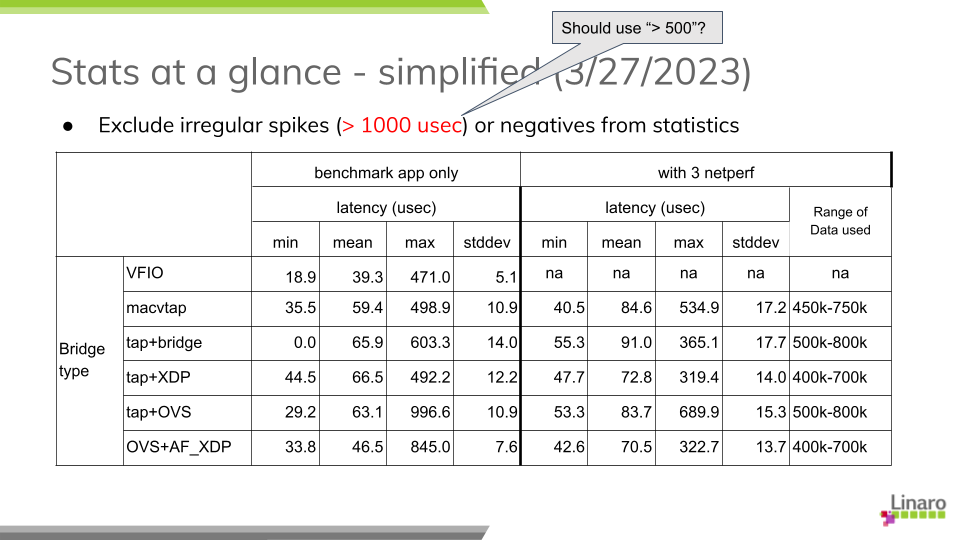 Should use “> 500”?
Stats at a glance - simplified (3/27/2023)
● Exclude irregular spikes (> 1000 usec) or negatives from statistics
benchmark app only with 3 netperf
latency (usec) latency (usec) Range of
Data used
min mean max stddev min mean max stddev
Bridge
type
VFIO 18.9 39.3 471.0 5.1 na na na na na
macvtap 35.5 59.4 498.9 10.9 40.5 84.6 534.9 17.2 450k-750k
tap+bridge 0.0 65.9 603.3 14.0 55.3 91.0 365.1 17.7 500k-800k
tap+XDP 44.5 66.5 492.2 12.2 47.7 72.8 319.4 14.0 400k-700k
tap+OVS 29.2 63.1 996.6 10.9 53.3 83.7 689.9 15.3 500k-800k
OVS+AF_XDP 33.8 46.5 845.0 7.6 42.6 70.5 322.7 13.7 400k-700k
Linaro